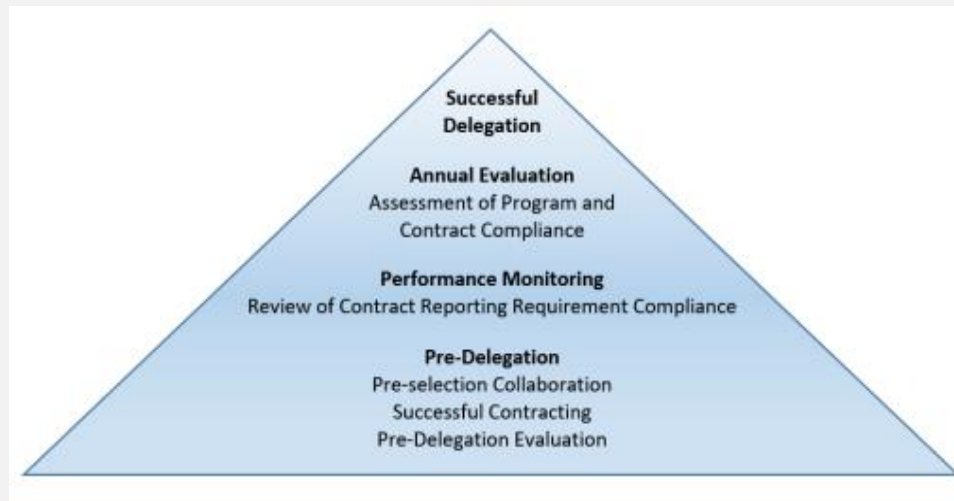 Successful
Delegation
Annual Evaluation
Assessment of Program and
Contract Compliance
Performance Monitoring
Review of Contract Reporting Requirement Compliance
Pre-Delegation
Pre-selection Collaboration
Successful Contracting
Pre-Delegation Evaluation